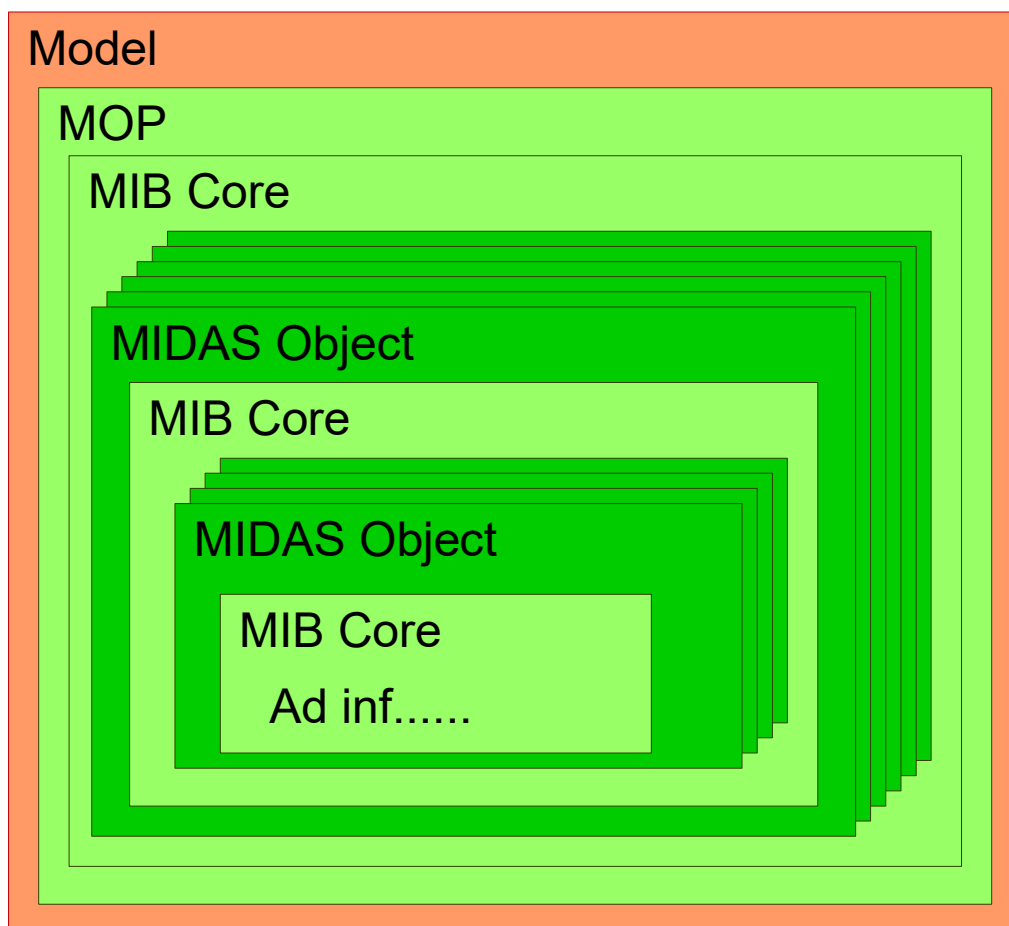 Model
MOP
MIB Core
MIDAS Object
MIB Core
MIDAS Object
MIB Core
Ad inf......